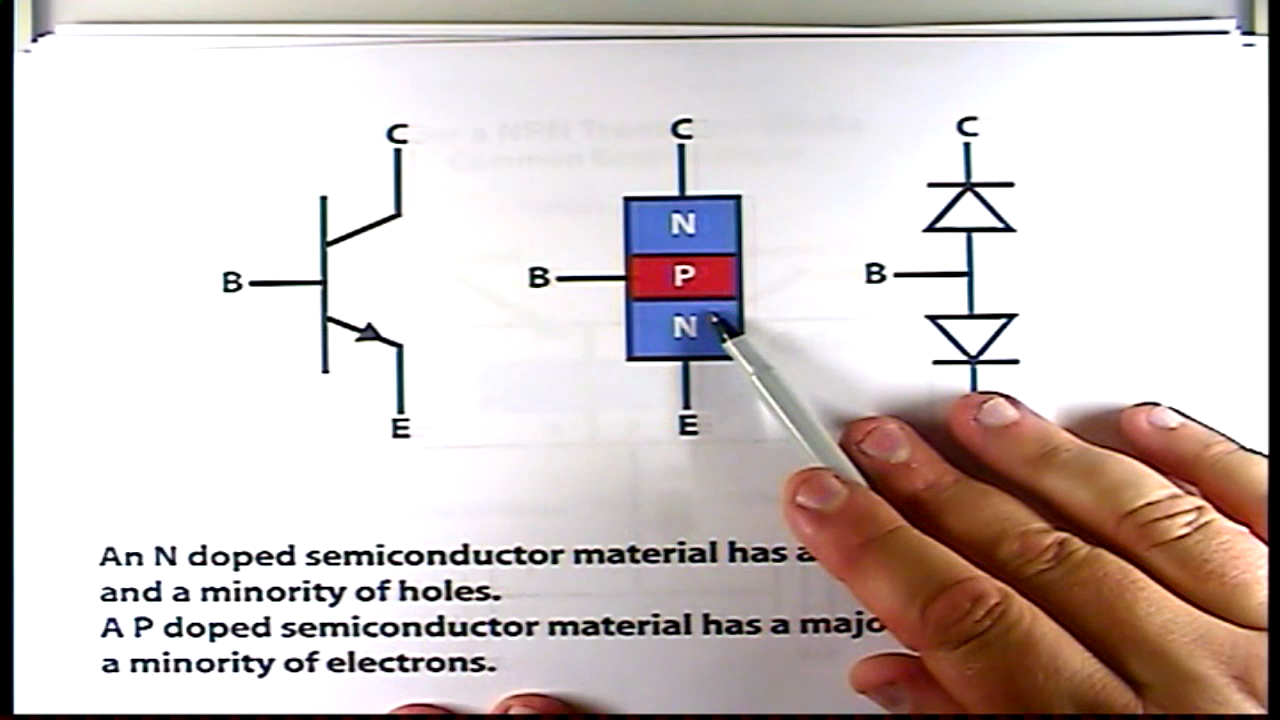 C
C
C
N
B
P
B
B
N
E
E
An N doped semiconductor material has a
and a minority of holes.
A P doped semiconductor material has a majo
a minority of electrons.